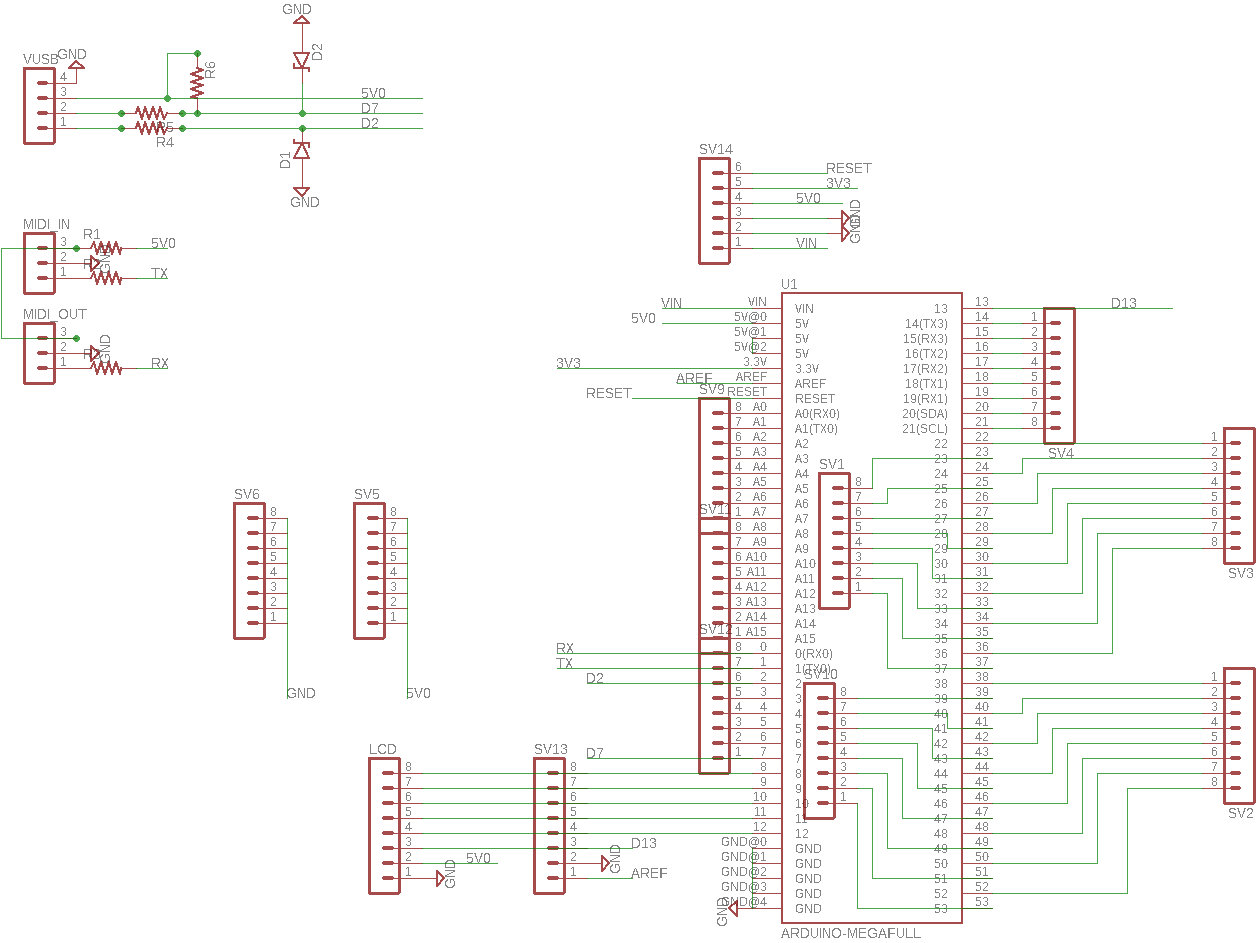 GND
VUSB
GND
4
3
2
1
R6
D2
5V0
D7
D2
R5
R4
D1
GND
MIDI_IN
3
2
1
R1
GND
5V0
TX
MIDI_OUT
3
2
1
GND
RX
SV14
6
5
4
3
2
1
RESET
3V3
5V0
GND
GND
VIN
U1
VIN
5V0
3V3
AREF
RESET
VIN
5V@0
5V@1
5V@2
3.3V
AREF
RESET
VIN
5V
5V
5V
3.3V
AREF
RESET
A0(RX0)
A1(TX0)
A2
A3
A4
A5
A6
A7
A8
A9
A10
A11
A12
A13
A14
A15
0(RX0)
1(TX0)
2
3
4
5
6
7
8
9
10
11
12
GND
GND
GND
GND
GND
SV9
8 A0
7 A1
6 A2
5 A3
4 A4
3 A5
2 A6
1 A7
SV11
8 A8
7 A9
6 A10
5 A11
4 A12
3 A13
2 A14
1 A15
SV12
8 0
7 1
6 2
5 3
4 4
3 5
2 6
1 7
8
9
10
11
12
GND@0
GND@1
GND@2
GND@3
GND@4
GND
RX
TX
D2
D7
SV1
8
7
6
5
4
3
2
1
SV10
8
7
6
5
4
3
2
1
13
14(TX3)
15(RX3)
16(TX2)
17(RX2)
18(TX1)
19(RX1)
20(SDA)
21(SCL)
22
23
24
25
26
27
28
29
30
31
32
33
34
35
36
37
38
39
40
41
42
43
44
45
46
47
48
49
50
51
52
53
13
14
15
16
17
18
19
20
21
22
23
24
25
26
27
28
29
30
31
32
33
34
35
36
37
38
39
40
41
42
43
44
45
46
47
48
49
50
51
52
53
D13
1
2
3
4
5
6
7
8
SV4
1
2
3
4
5
6
7
8
SV3
1
2
3
4
5
6
7
8
SV2
SV6
8
7
6
5
4
3
2
1
GND
SV5
8
7
6
5
4
3
2
1
5V0
LCD
8
7
6
5
4
3
2
1
5V0
GND
SV13
8
7
6
5
4
3
2
1
D13
GND
AREF
ARDUINO-MEGAFULL